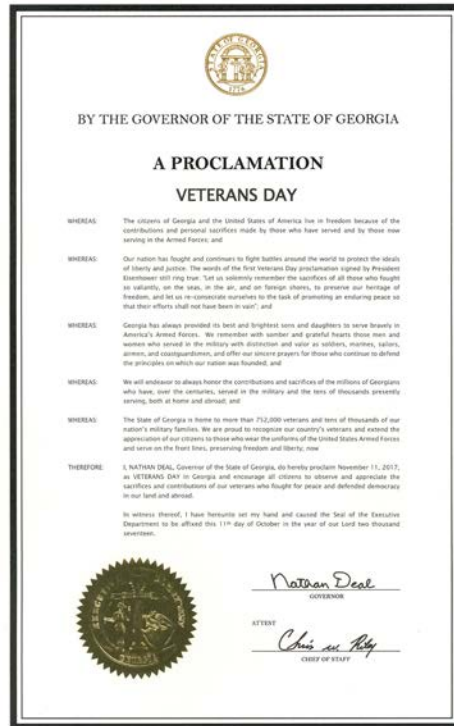 STATE OF GEORGIA
1776
BY THE GOVERNOR OF THE STATE OF GEORGIA
A PROCLAMATION
VETERANS DAY
WHEREAS: The citizens of Georgia and the United States of America live in freedom because of the
contributions and personal sacrifices made by those who have served and by those now
serving in the Armed Forces; and
WHEREAS: Our nation has fought and continues to fight battles around the world to protect the ideals
of liberty and justice. The words of the first Veterans Day proclamation signed by President
Eisenhower still ring true. "Let us solemnly remember the sacrifices of all those who fought
so valiantly, on the seas, in the air, and on foreign shores, to preserve our heritage of
freedom, and let us re-consecrate ourselves to the task of promoting an enduring peace so
that their efforts shall not have been in vain"; and
WHEREAS: Georgia has always provided its best and brightest sons and daughters to serve bravely in
America's Armed Forces. We remember with somber and grateful hearts those men and
women who served in the military with distinction and valor as soldiers, marines, sailors,
airmen, and coastguardsmen, and offer our sincere prayers for those who continue to defend
the principles on which our nation was founded; and
WHEREAS: We will endeavor to always honor the contributions and sacrifices of the millions of Georgians
who have, over the centuries, served in the military and the tens of thousands presently
serving, both at home and abroad; and
WHEREAS: The State of Georgia is home to more than 752,000 veterans and tens of thousands of our
nation's military families. We are proud to recognize our country's veterans and extend the
appreciation of our citizens to those who wear the uniforms of the United States Armed Forces
and serve on the front lines, preserving freedom and liberty; now
THEREFORE: I, NATHAN DEAL, Governor of the State of Georgia, do hereby proclaim November 11, 2017,
as VETERANS DAY in Georgia and encourage all citizens to observe and appreciate the
sacrifices and contributions of our veterans who fought for peace and defended democracy
in our land and abroad.
In witness thereof, I have hereunto set my hand and caused the Seal of the Executive
Department to be affixed this 11th day of October in the year of our Lord two thousand
seventeen.
Nathan Deal
GOVERNOR
ATTEST
Chris W. Riley
CHIEF OF STAFF